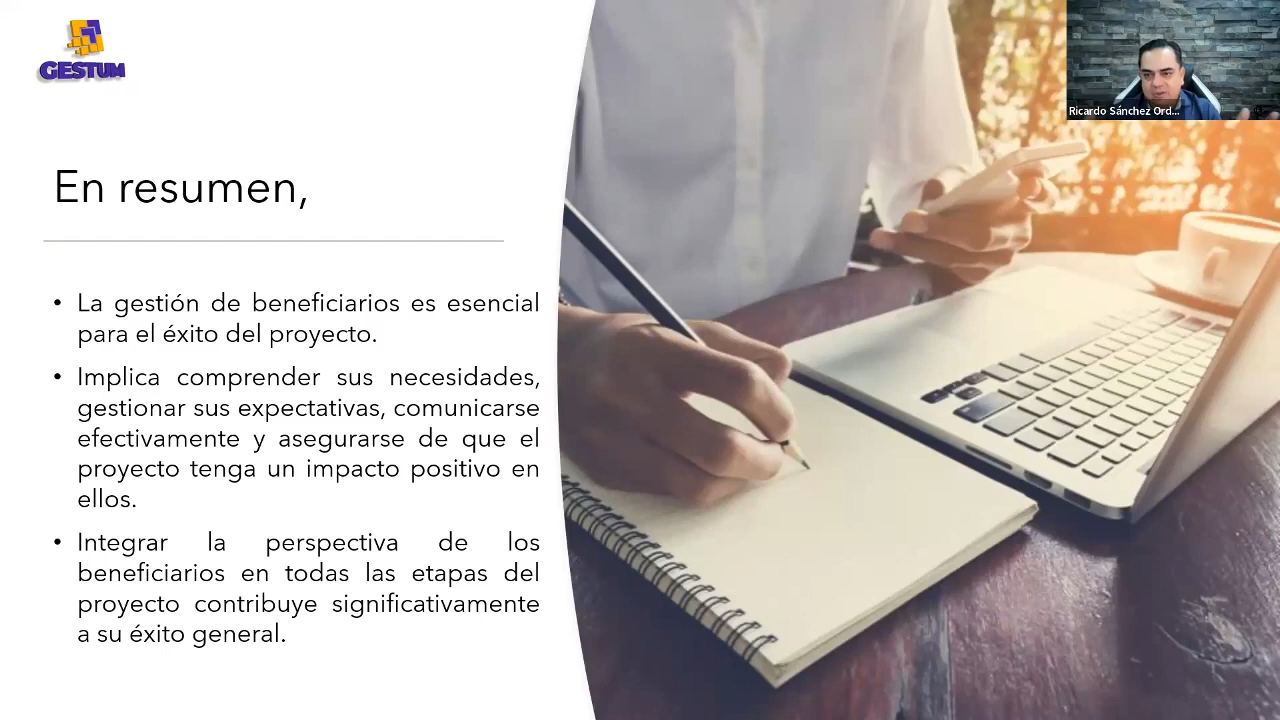 GESTUM
Ricardo Sánchez Ord...
En resumen,
• La gestión de beneficiarios es esencial
para el éxito del proyecto.
• Implica comprender sus necesidades,
gestionar sus expectativas, comunicarse
efectivamente y asegurarse de que el
proyecto tenga un impacto positivo en
ellos.
• Integrar la perspectiva de los
beneficiarios en todas las etapas del
proyecto contribuye significativamente
a su éxito general.